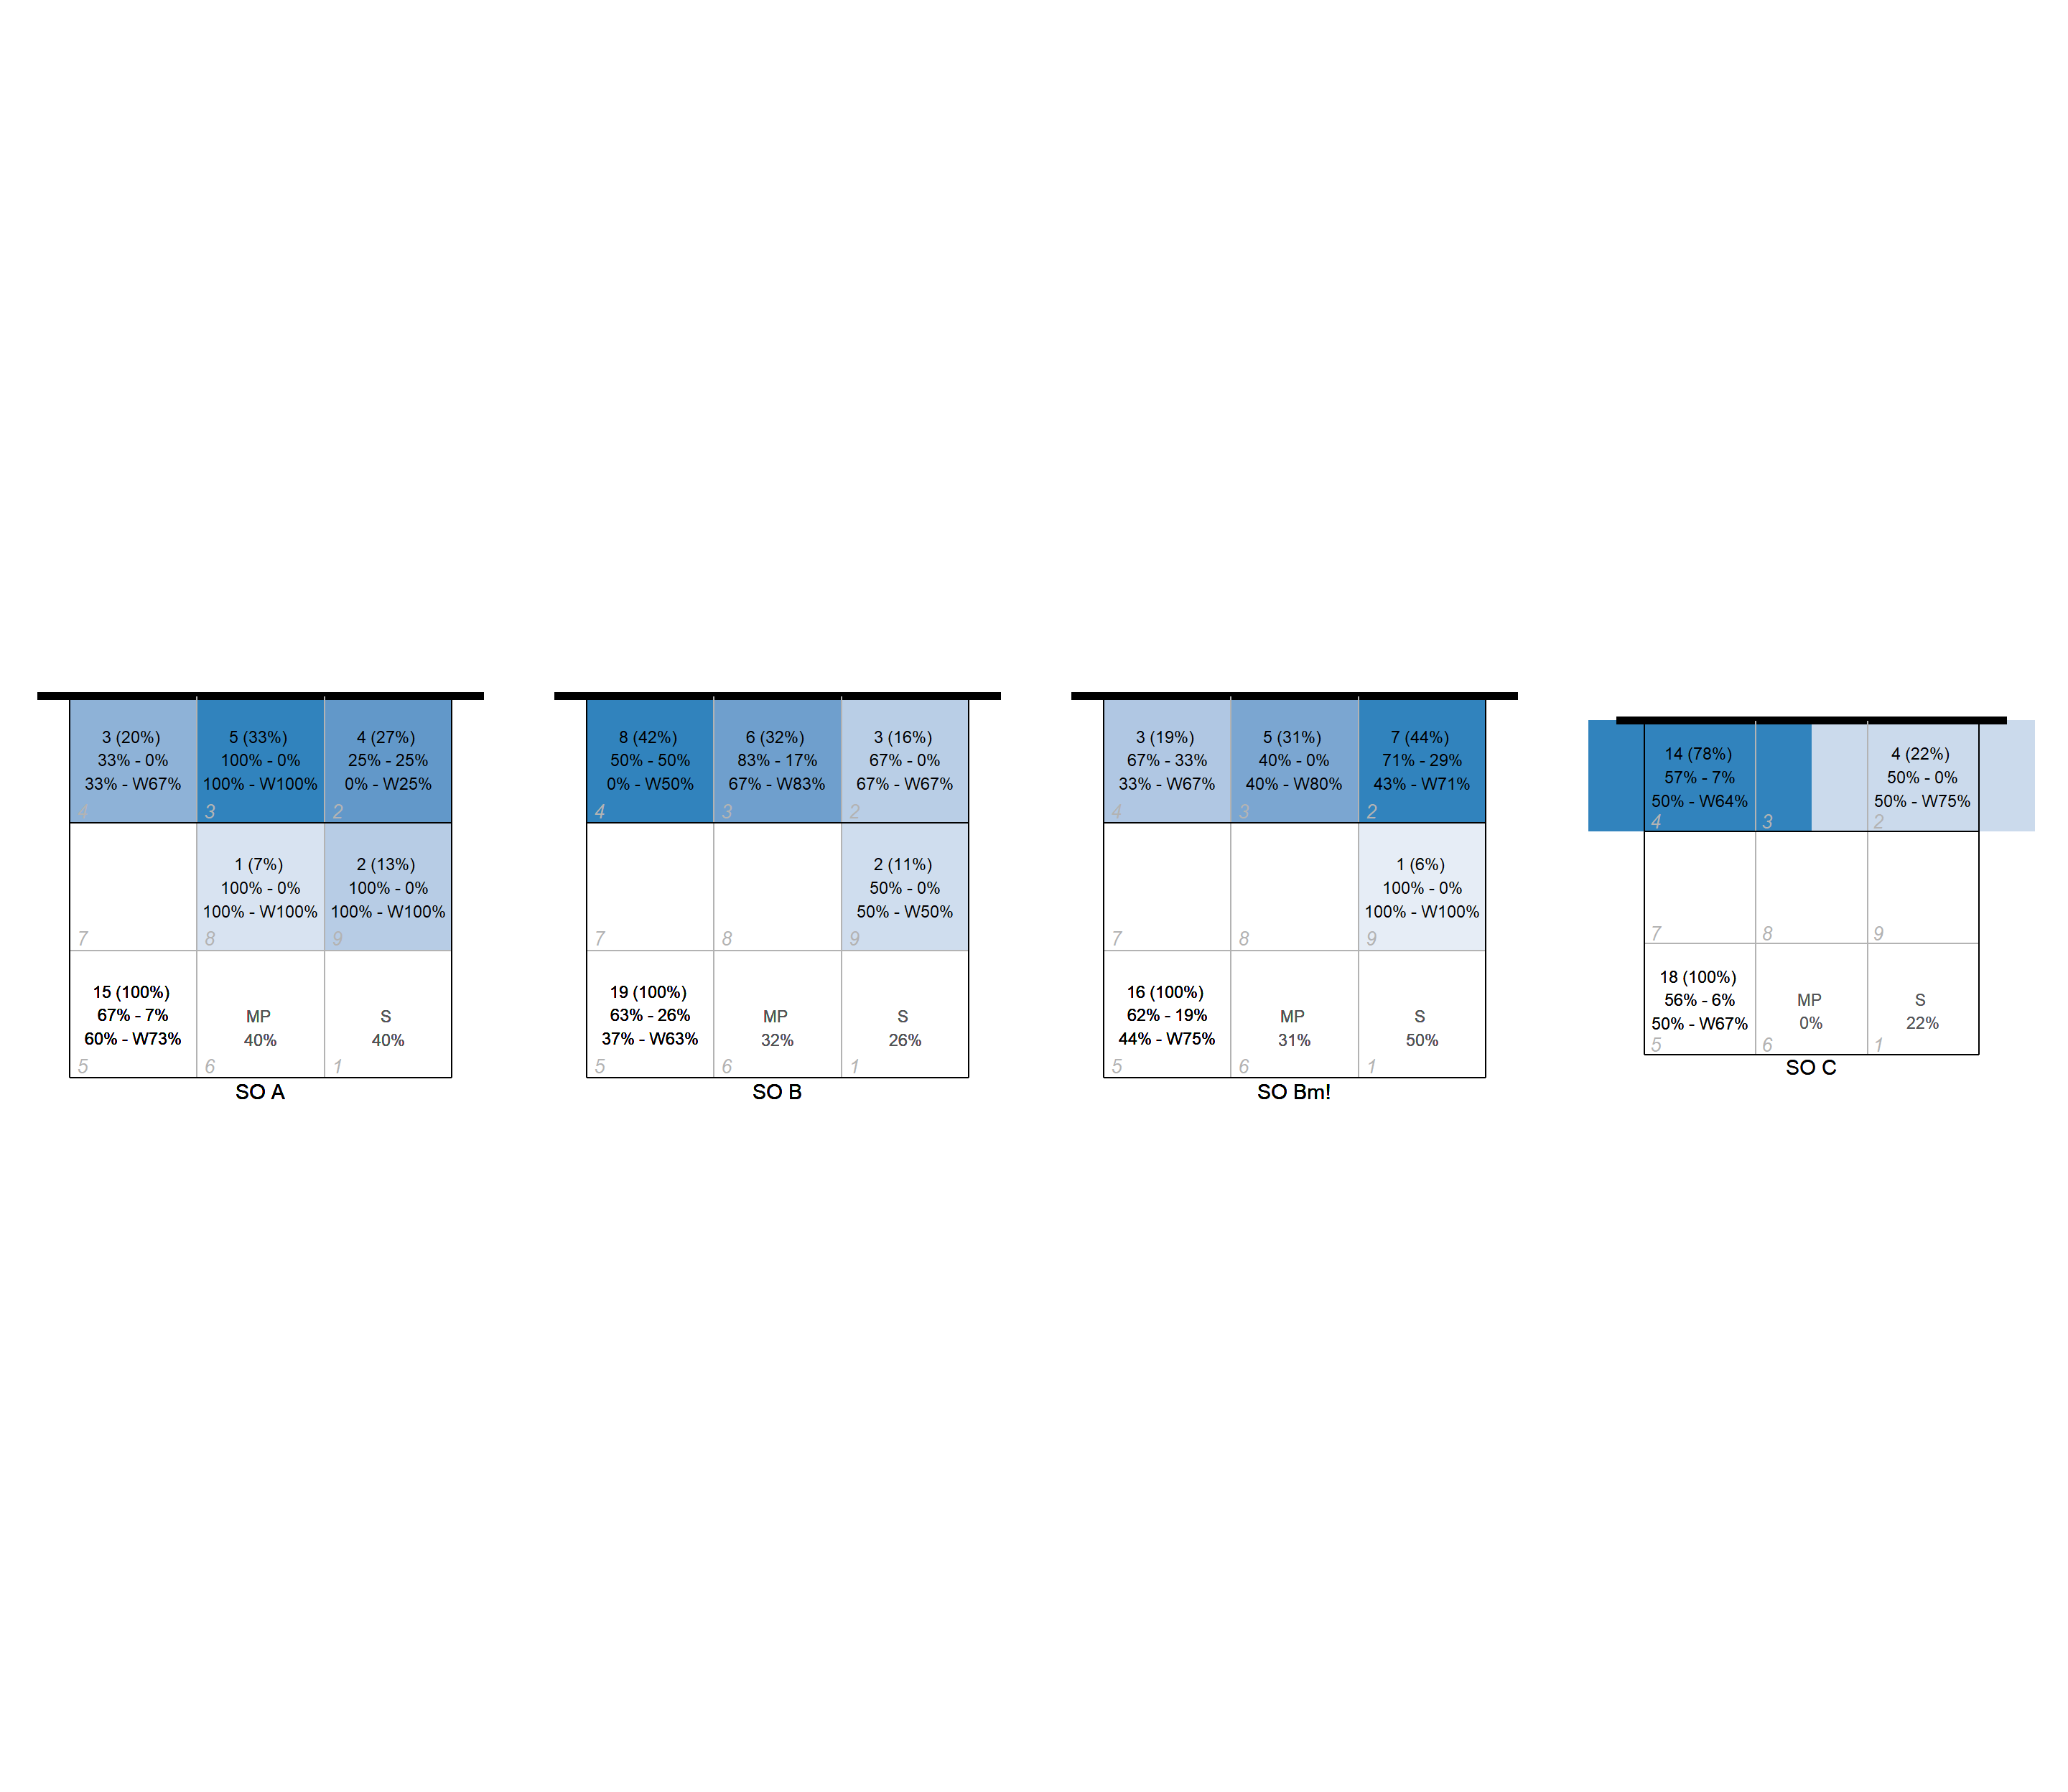 3 (20%)
33% - 0%
33% - W67%
4
5 (33%)
100% - 0%
100% - W100%
3
4 (27%)
25% - 25%
0% - W25%
2
7
1 (7%)
100% - 0%
100% - W100%
8
2 (13%)
100% - 0%
100% - W100%
9
15 (100%)
67% - 7%
60% - W73%
5
MP
40%
6
S
40%
1
SO A
8 (42%)
50% - 50%
0% - W50%
4
6 (32%)
83% - 17%
67% - W83%
3
3 (16%)
67% - 0%
67% - W67%
2
7
8
2 (11%)
50% - 0%
50% - W50%
9
19 (100%)
63% - 26%
37% - W63%
5
MP
32%
6
S
26%
1
SO B
3 (19%)
67% - 33%
33% - W67%
4
5 (31%)
40% - 0%
40% - W80%
3
7 (44%)
71% - 29%
43% - W71%
2
7
8
1 (6%)
100% - 0%
100% - W100%
9
16 (100%)
62% - 19%
44% - W75%
5
MP
31%
6
S
50%
1
SO Bm!
14 (78%)
57% - 7%
50% - W64%
4
3
4 (22%)
50% - 0%
50% - W75%
2
7
8
9
18 (100%)
56% - 6%
50% - W67%
5
MP
0%
6
S
22%
1
SO C